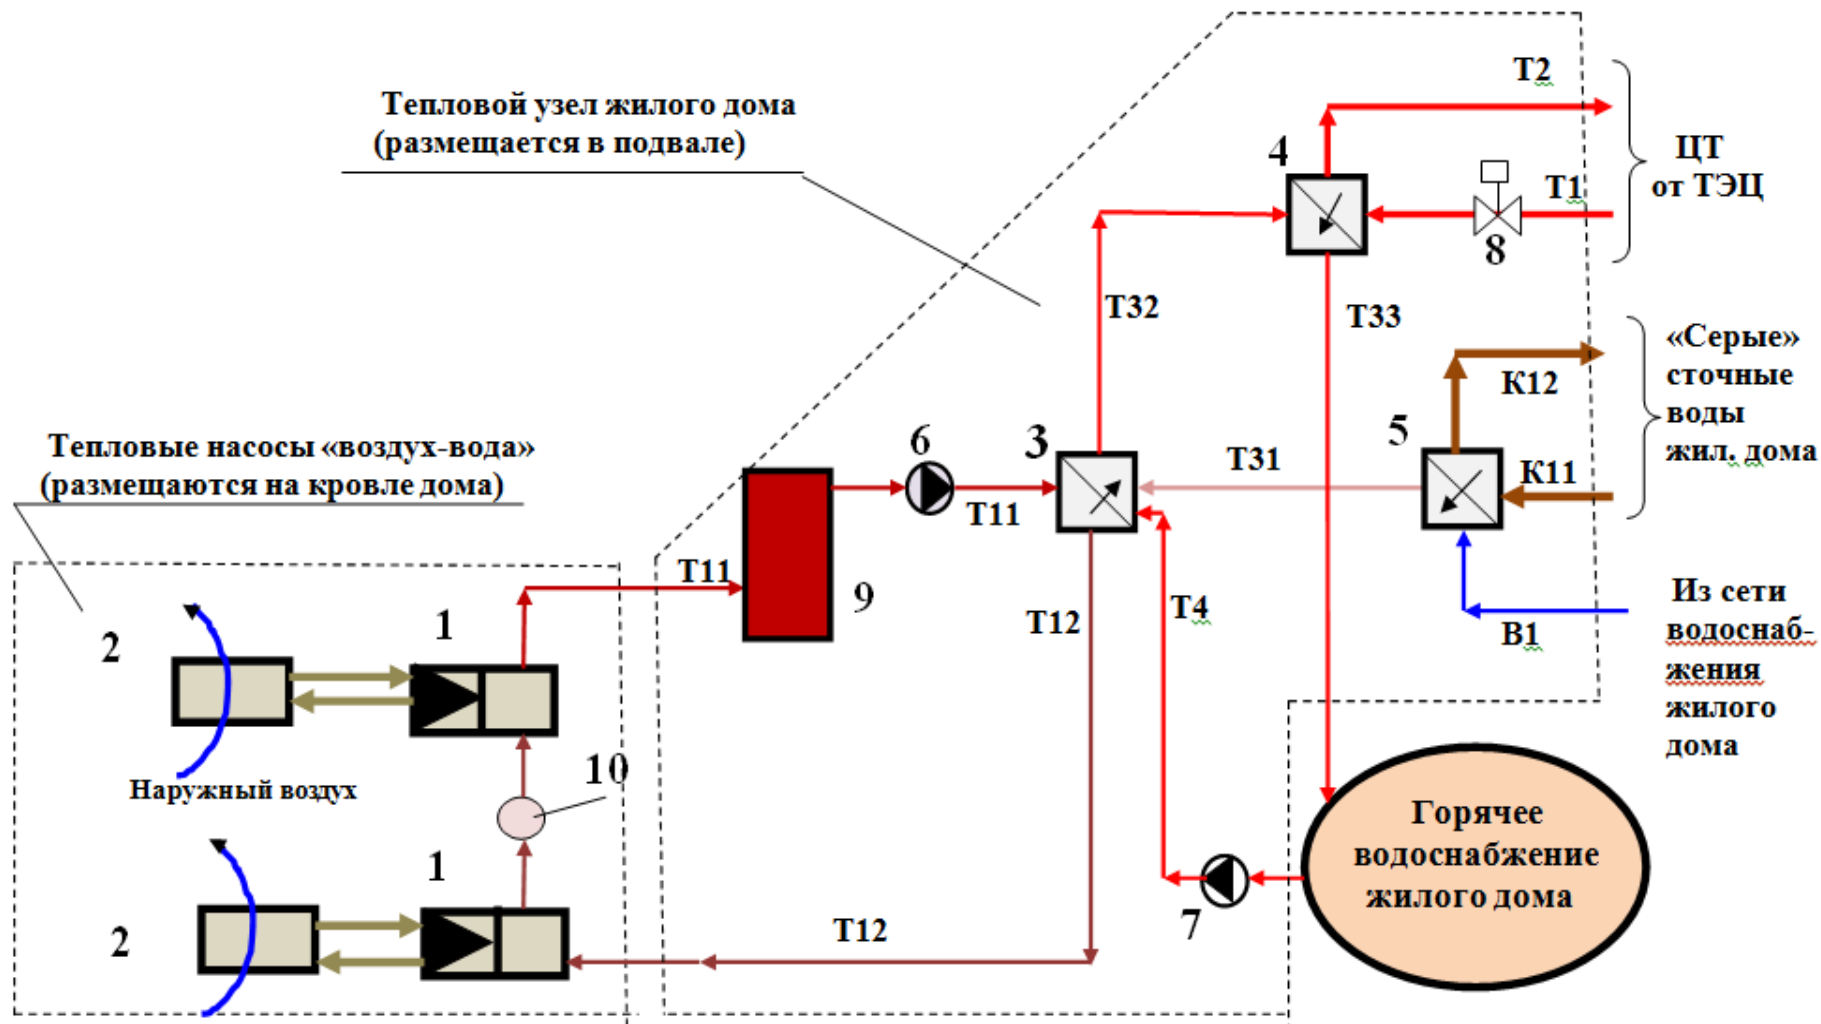 Т2
Тепловой узел жилого дома
(размещается в подвале)
4
ЦТ
от ТЭЦ
Т1
8
Т32
Т33
«Серые»
сточные
воды
жил. дома
К12
5
К11
Тепловые насосы «воздух-вода»
(размещаются на кровле дома)
6
3
Т31
Т11
Т11
9
Т12
Т4
В1
Из сети
водоснаб-
жения
жилого
дома
2
1
Наружный воздух
10
Горячее
водоснабжение
жилого дома
1
2
Т12
7